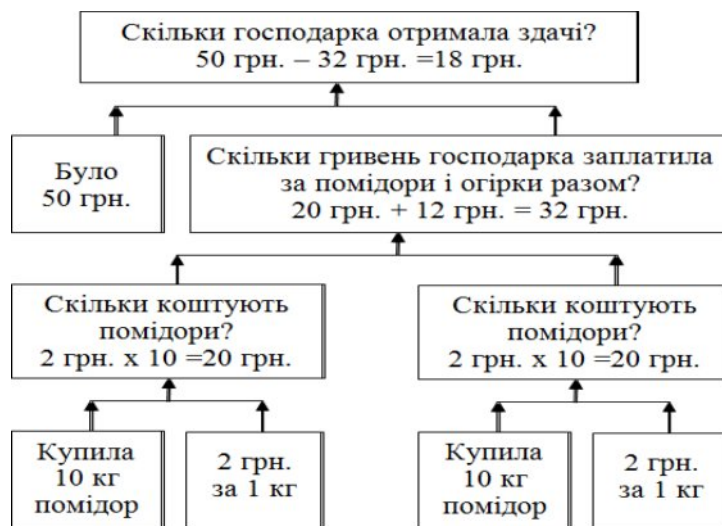 Скільки господарка отримала здачі?
50 грн. – 32 грн. =18 грн.
Було
50 грн.
Скільки гривень господарка заплатила
за помідори і огірки разом?
20 грн. + 12 грн. = 32 грн.
Скільки коштують
помідори?
2 грн. х 10 =20 грн.
Скільки коштують
помідори?
2 грн. х 10 =20 грн.
Купила
10 кг
помідор
2 грн.
за 1 кг
Купила
10 кг
помідор
2 грн.
за 1 кг